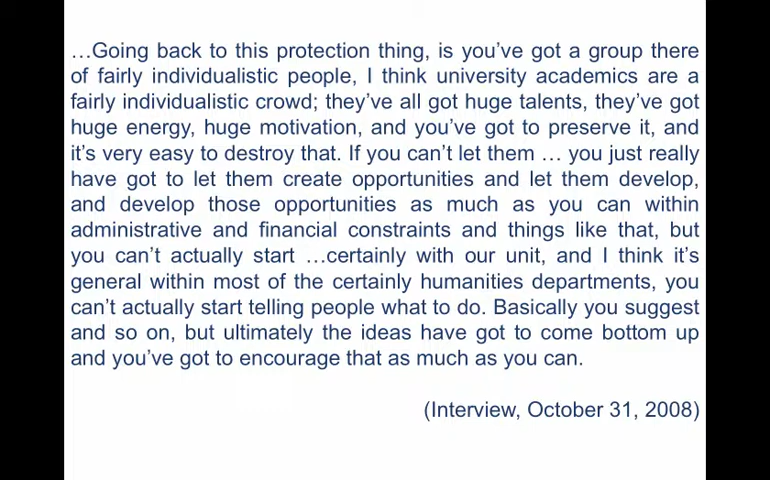 …Going back to this protection thing, is you’ve got a group there
of fairly individualistic people, I think university academics are a
fairly individualistic crowd; they’ve all got huge talents, they’ve got
huge energy, huge motivation, and you’ve got to preserve it, and
it’s very easy to destroy that. If you can’t let them … you just really
have got to let them create opportunities and let them develop,
and develop those opportunities as much as you can within
administrative and financial constraints and things like that, but
you can’t actually start …certainly with our unit, and I think it’s
general within most of the certainly humanities departments, you
can’t actually start telling people what to do. Basically you suggest
and so on, but ultimately the ideas have got to come bottom up
and you’ve got to encourage that as much as you can.
(Interview, October 31, 2008)